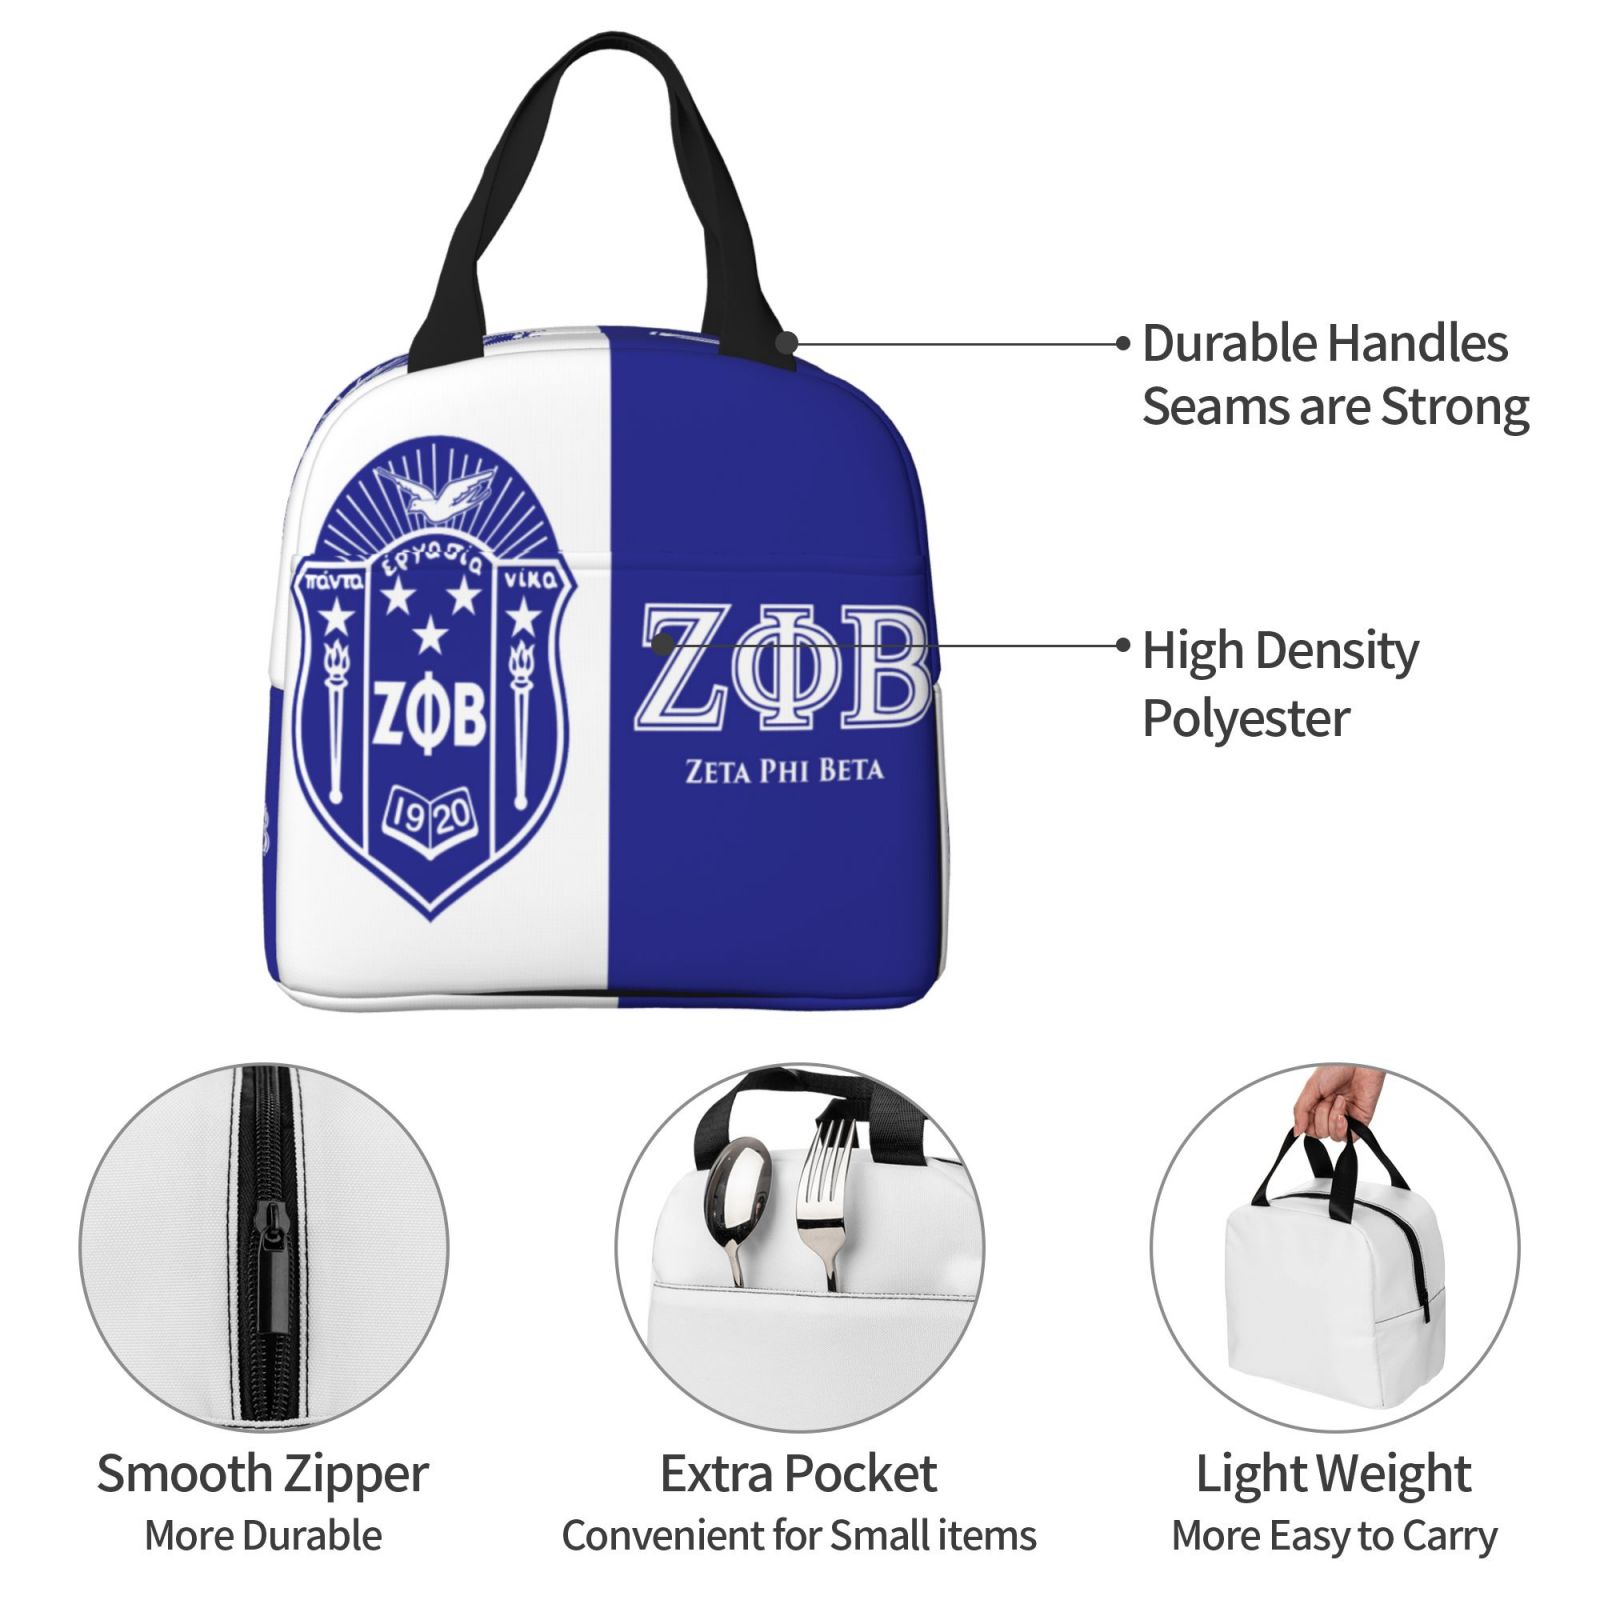 Durable Handles
Seams are Strong
πάντα
ἐργασία
νίκα
ΖΦΒ
ZETA PHI BETA
ΖΦΒ
1920
High Density
Polyester
Smooth Zipper
More Durable
Extra Pocket
Convenient for Small items
Light Weight
More Easy to Carry